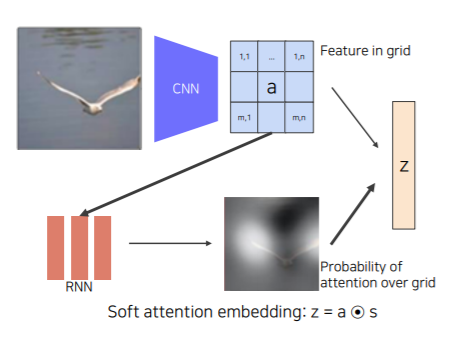 CNN
1,1 ... 1,n
a
m,1 m,n
Feature in grid
z
RNN
Probability of
attention over grid
Soft attention embedding: z = a ⊙ s